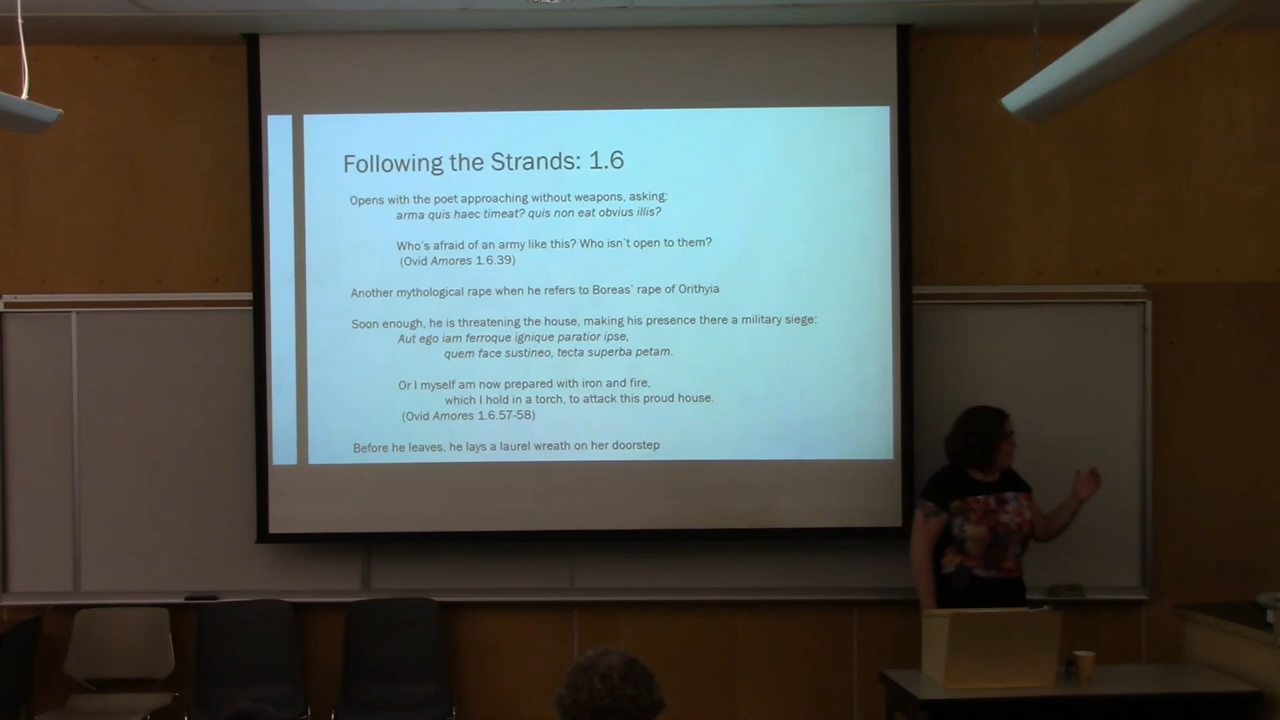 Following the Strands: 1.6
Opens with the poet approaching without weapons, asking:
arma quis haec timeat? quis non eat obvius illis?
Who's afraid of an army like this? Who isn't open to them?
(Ovid Amores 1.6.39)
Another mythological rape when he refers to Boreas' rape of Orithyia
Soon enough, he is threatening the house, making his presence there a military siege:
Aut ego iam ferroque ignique paratior ipse,
quem face sustineo, tecta superba petam.
Or I myself am now prepared with iron and fire,
which I hold in a torch, to attack this proud house.
(Ovid Amores 1.6.57-58)
Before he leaves, he lays a laurel wreath on her doorstep